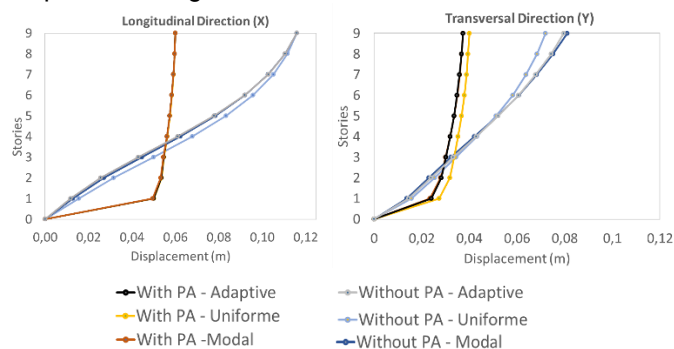 Longitudinal Direction (X)
Stories
9
8
7
6
5
4
3
2
1
0
0,00 0,02 0,04 0,06 0,08 0,10 0,12
Displacement (m)
Transversal Direction (Y)
Stories
9
8
7
6
5
4
3
2
1
0
0 0,02 0,04 0,06 0,08 0,1 0,12
Displacement (m)
With PA - Adaptive
Without PA - Adaptive
With PA - Uniforme
Without PA - Uniforme
With PA -Modal
Without PA - Modal